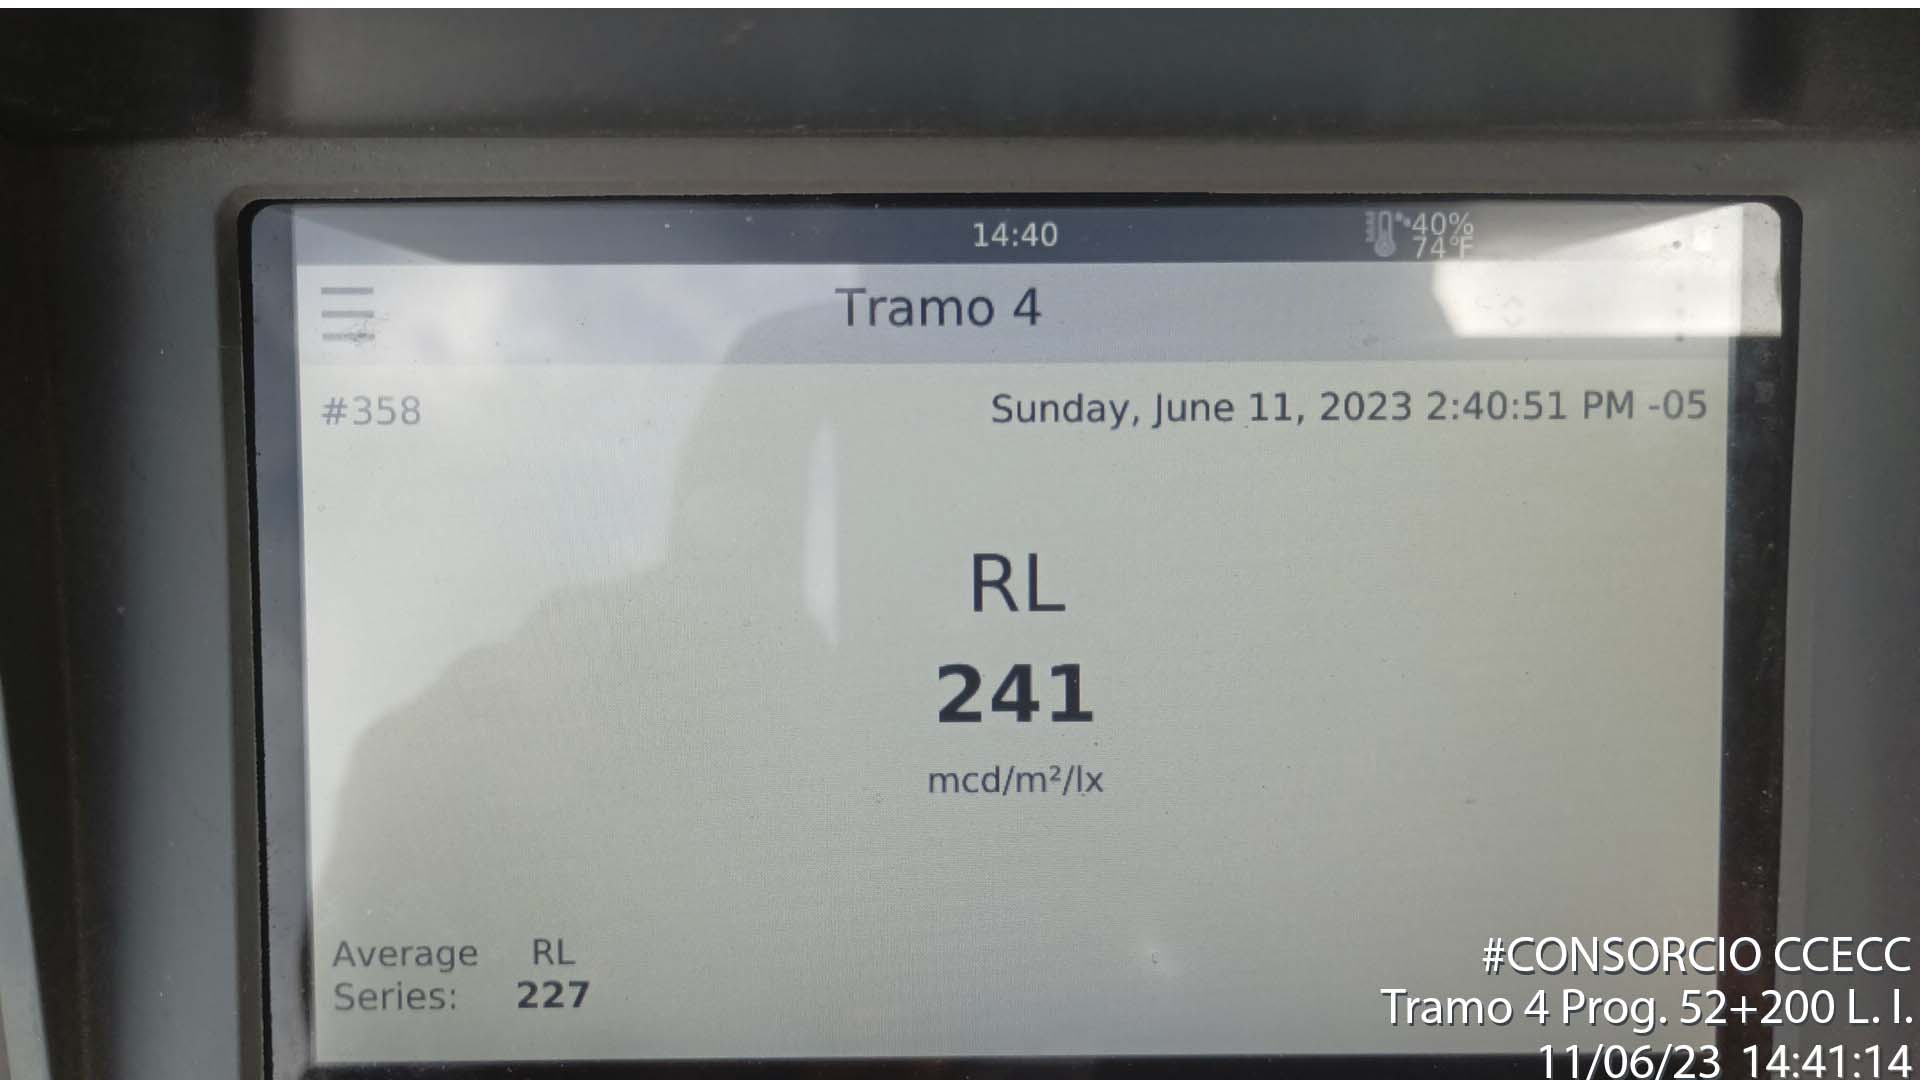 14:40
40%
74°F
Tramo 4
#358
Sunday, June 11, 2023 2:40:51 PM -05
RL
241
mcd/m²/lx
Average RL
Series: 227
#CONSORCIO CCECC
Tramo 4 Prog. 52+200 L. I.
11/06/23 14:41:14